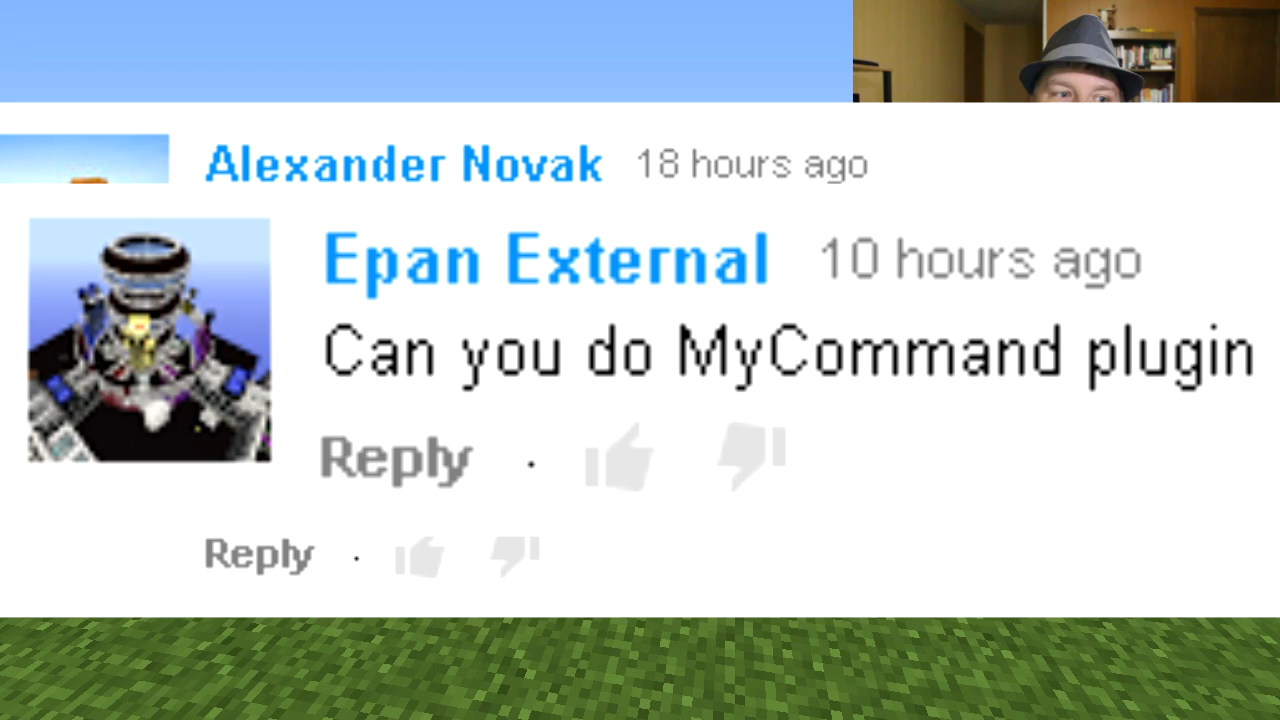 Alexander Novak 18 hours ago
Epan External 10 hours ago
Can you do MyCommand plugin
Reply
Reply